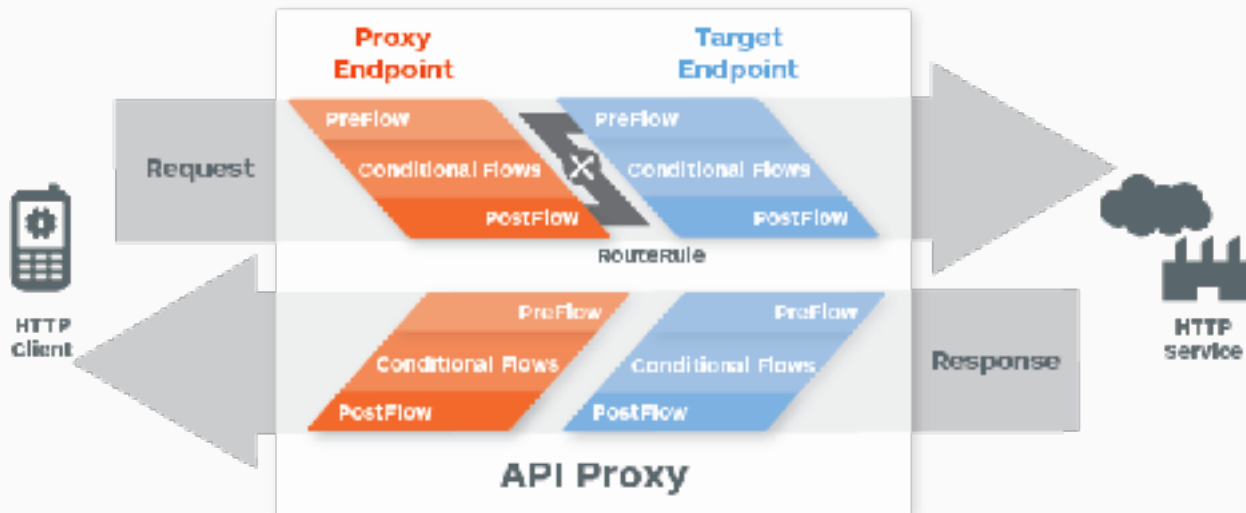 Proxy
Endpoint
Target
Endpoint
Request
PreFlow
Conditional Flows
PostFlow
PreFlow
Conditional Flows
PostFlow
RouteRule
HTTP
Client
PreFlow
Conditional Flows
PostFlow
PreFlow
Conditional Flows
PostFlow
Response
HTTP
Service
API Proxy